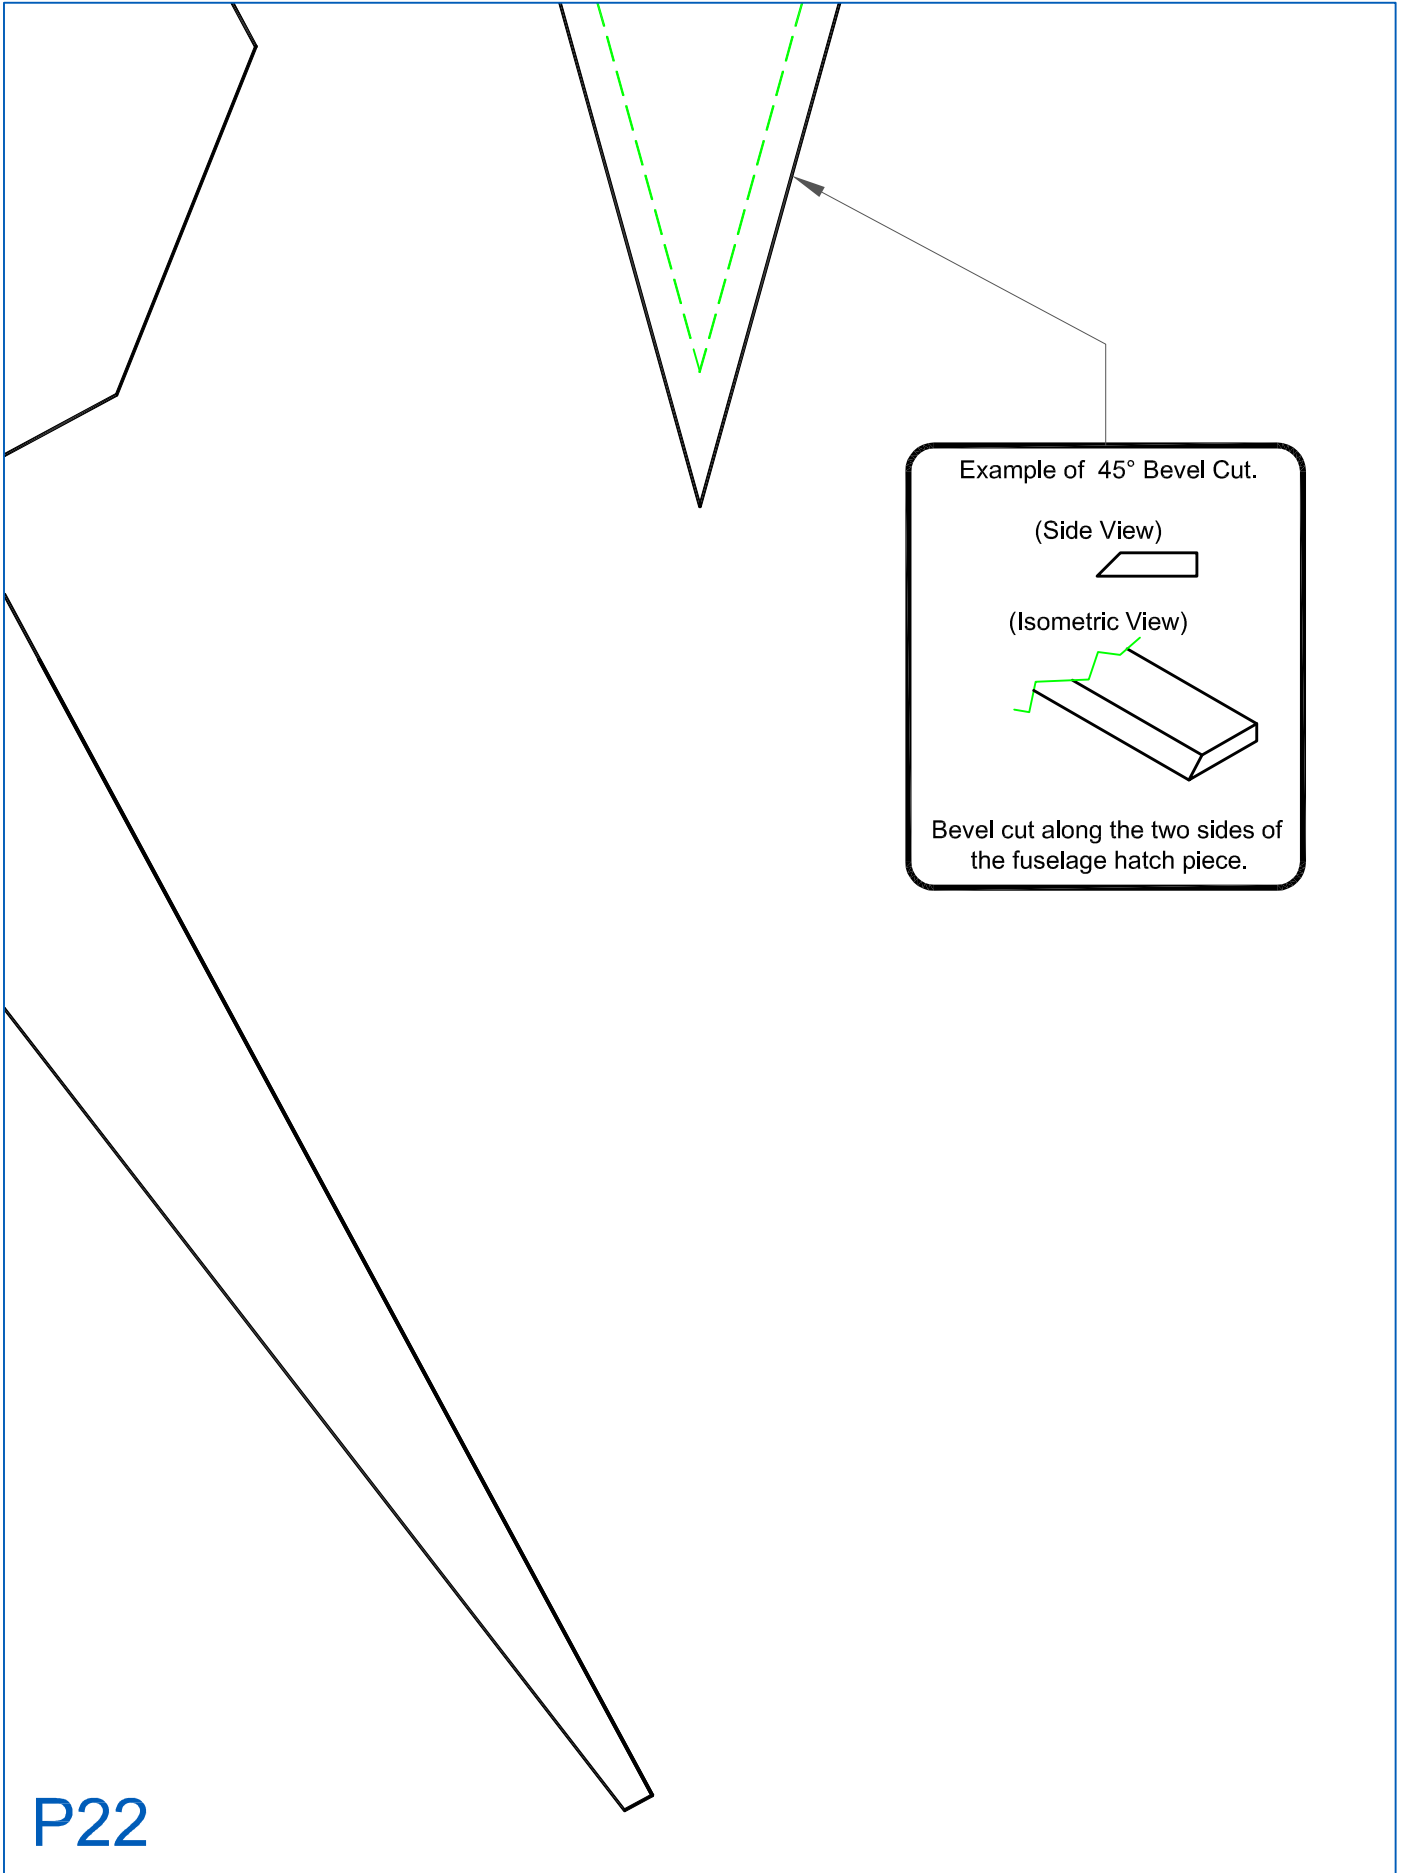 Example of 45° Bevel Cut.
(Side View)
(Isometric View)
Bevel cut along the two sides of
the fuselage hatch piece.
P22